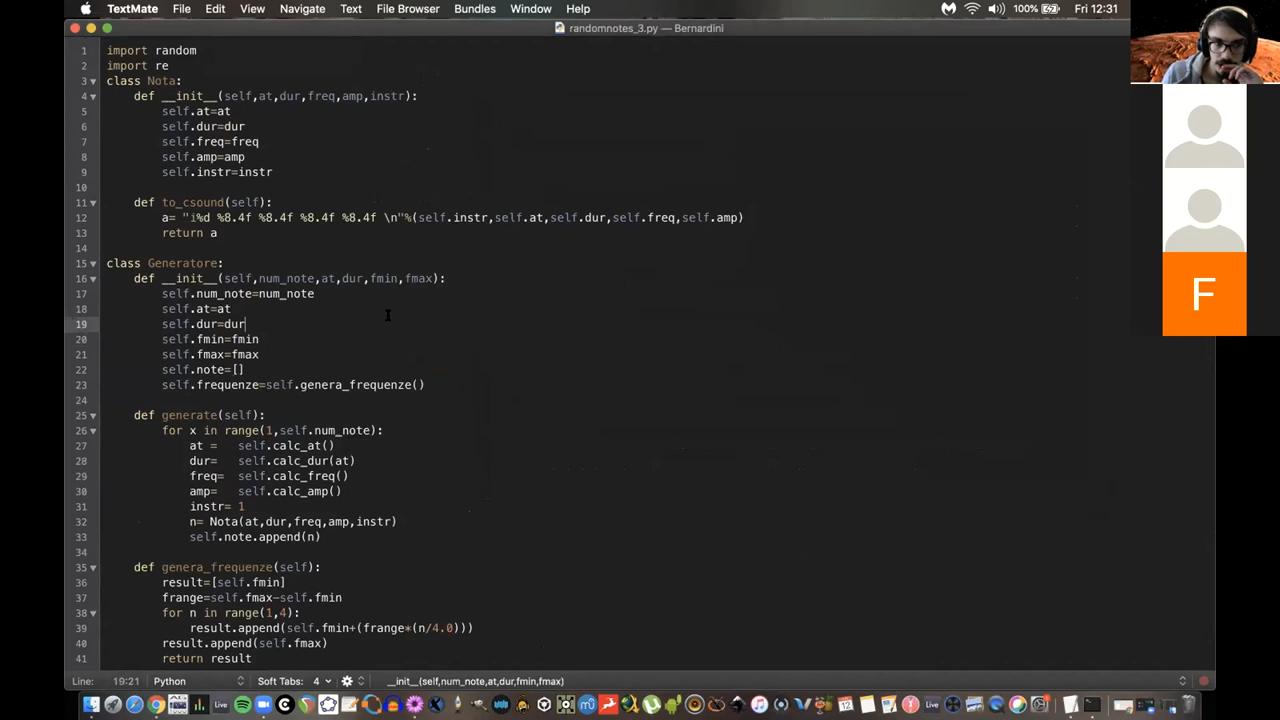 TextMate File Edit View Navigate Text File Browser Bundles Window Help 100% Fri 12:31
randomnotes_3.py — Bernardini
1 import random
2 import re
3 class Nota:
4 def __init__(self,at,dur,freq,amp,instr):
5 self.at=at
6 self.dur=dur
7 self.freq=freq
8 self.amp=amp
9 self.instr=instr
10
11 def to_csound(self):
12 a= "i%d %8.4f %8.4f %8.4f %8.4f \n"%(self.instr,self.at,self.dur,self.freq,self.amp)
13 return a
14
15 class Generatore:
16 def __init__(self,num_note,at,dur,fmin,fmax):
17 self.num_note=num_note
18 self.at=at
19 self.dur=dur
20 self.fmin=fmin
21 self.fmax=fmax
22 self.note=[]
23 self.frequenze=self.genera_frequenze()
24
25 def generate(self):
26 for x in range(1,self.num_note):
27 at = self.calc_at()
28 dur= self.calc_dur(at)
29 freq= self.calc_freq()
30 amp= self.calc_amp()
31 instr= 1
32 n= Nota(at,dur,freq,amp,instr)
33 self.note.append(n)
34
35 def genera_frequenze(self):
36 result=[self.fmin]
37 frange=self.fmax-self.fmin
38 for n in range(1,4):
39 result.append(self.fmin+(frange*(n/4.0)))
40 result.append(self.fmax)
41 return result
F
Line: 19:21 Python Soft Tabs: 4 __init__(self,num_note,at,dur,fmin,fmax)
Live Live